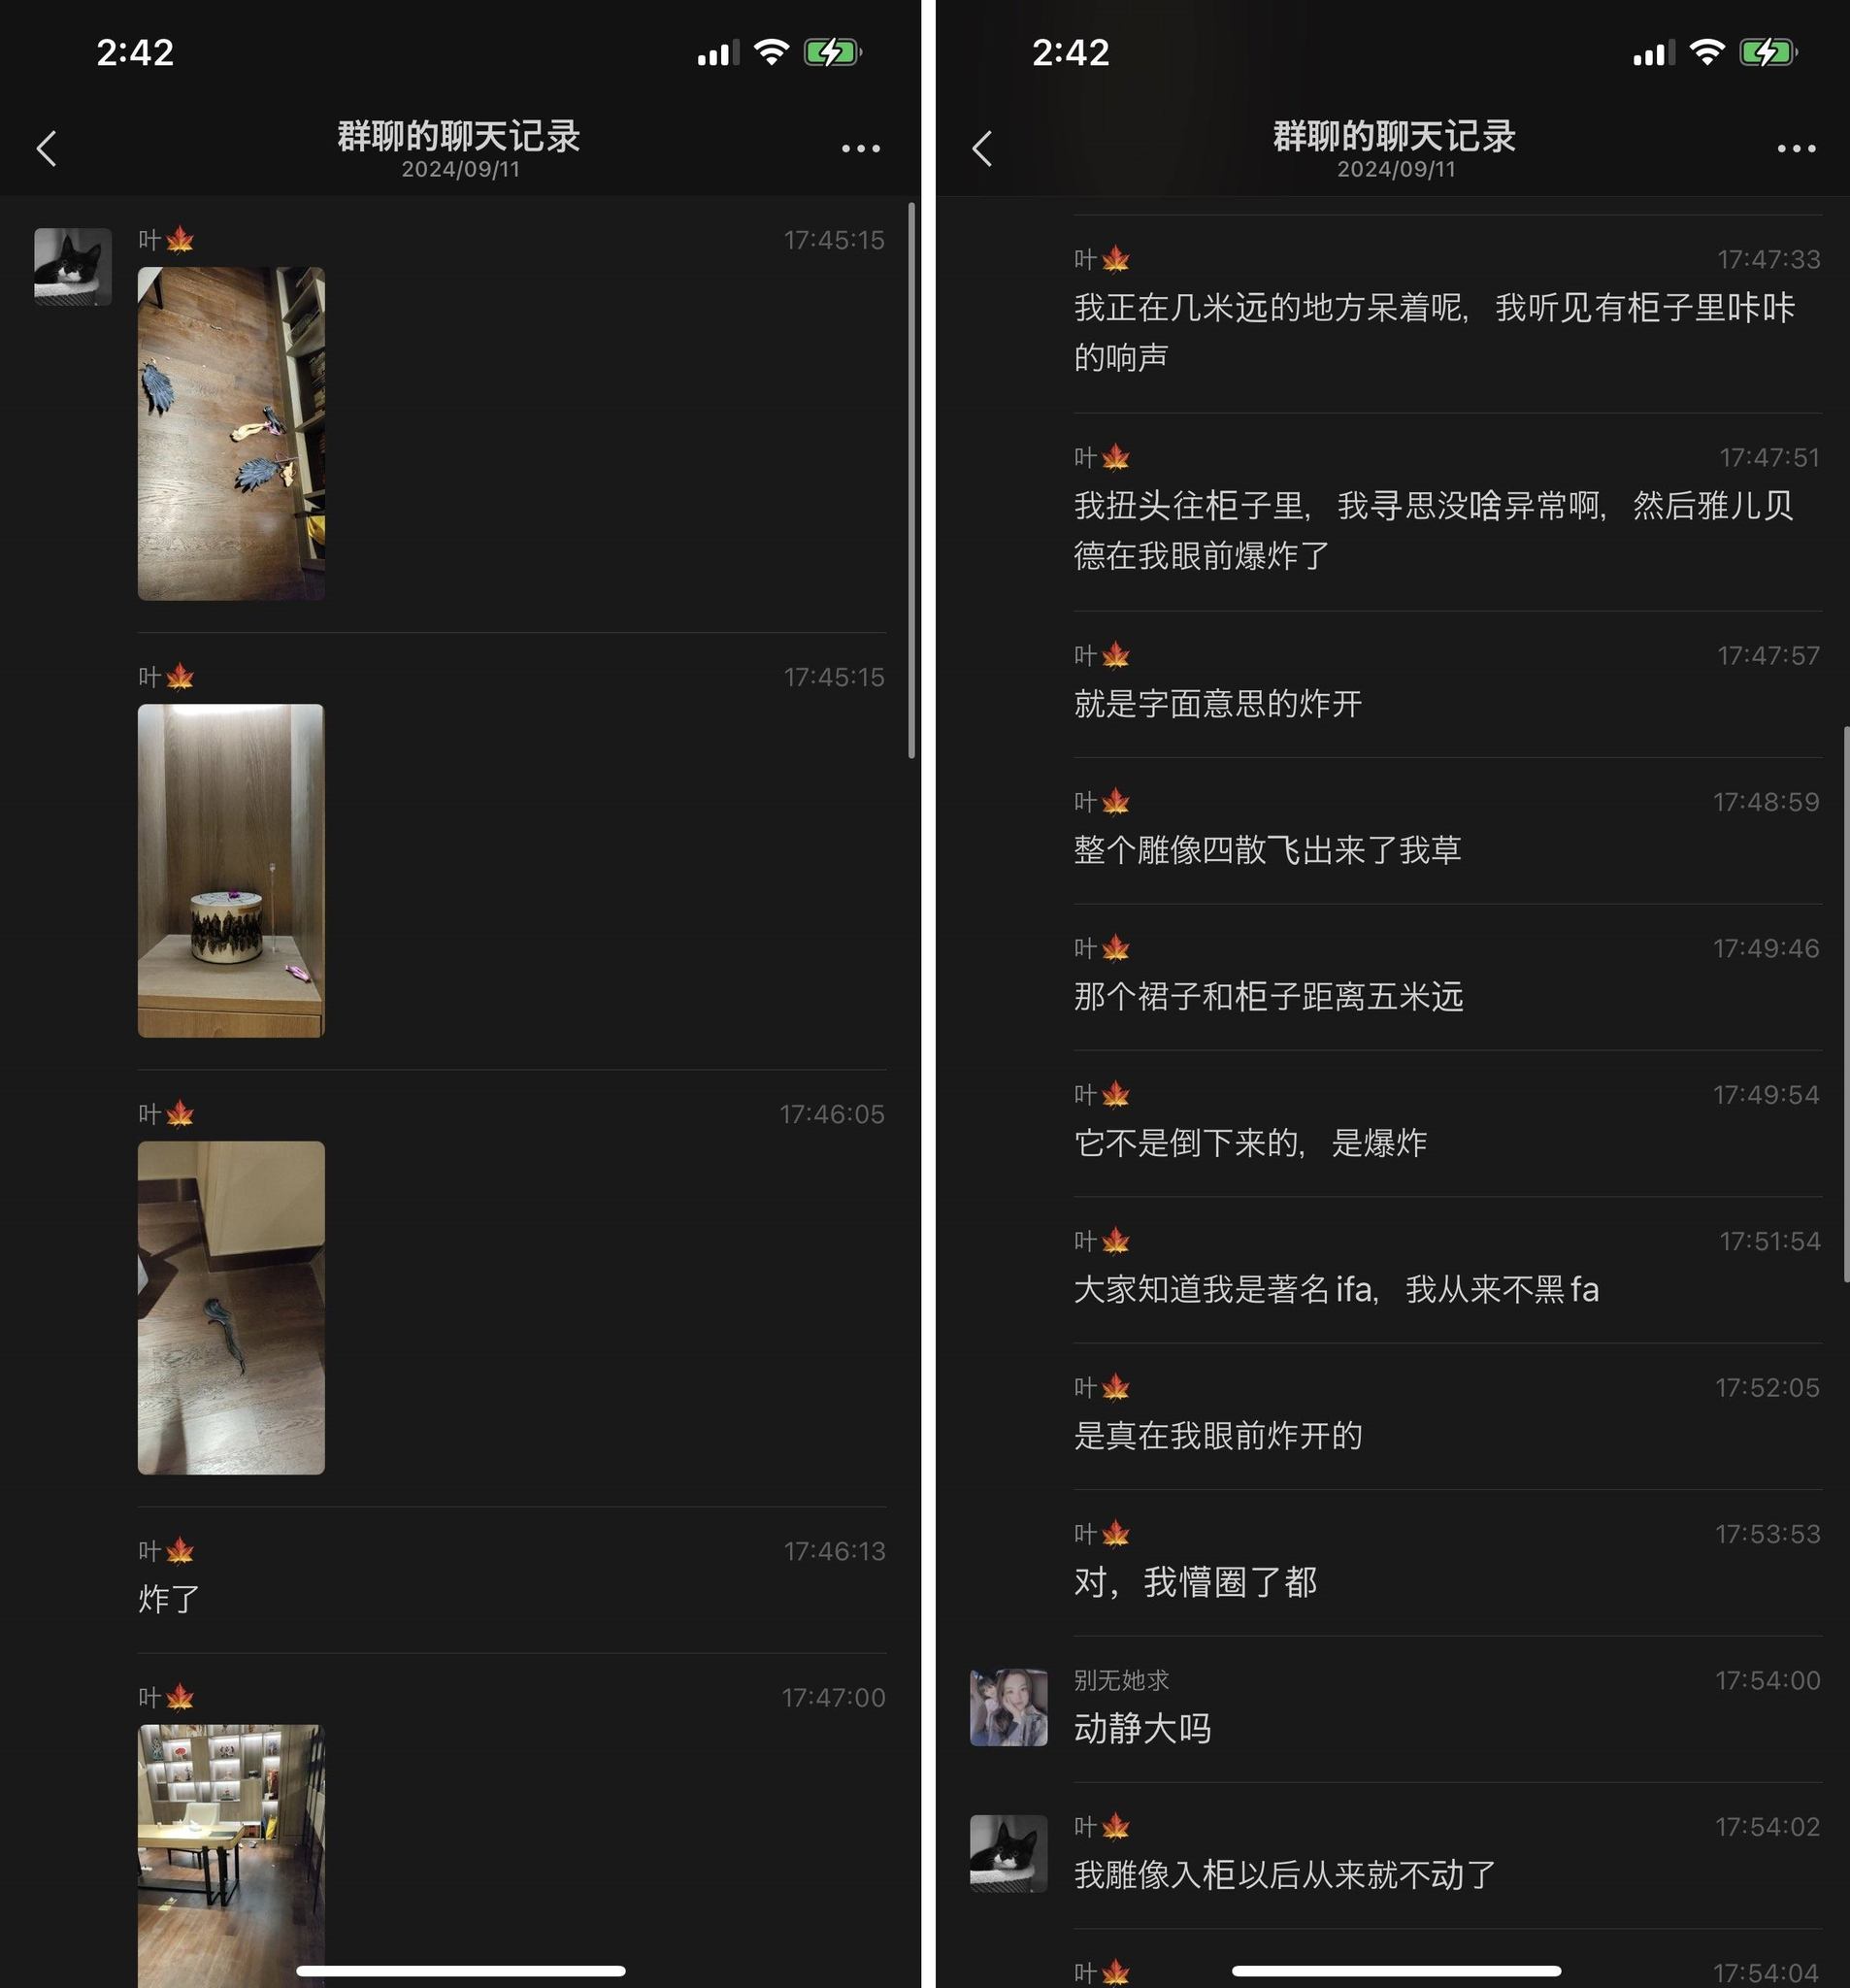 2:42
群聊的聊天记录
2024/09/11
叶🍁
17:45:15
叶🍁
17:45:15
叶🍁
17:46:05
叶🍁
17:46:13
炸了
叶🍁
17:47:00
2:42
群聊的聊天记录
2024/09/11
叶🍁
17:47:33
我正在几米远的地方呆着呢，我听见有柜子里咔咔
的响声
叶🍁
17:47:51
我扭头往柜子里，我寻思没啥异常啊，然后雅儿贝
德在我眼前爆炸了
叶🍁
17:47:57
就是字面意思的炸开
叶🍁
17:48:59
整个雕像四散飞出来了我草
叶🍁
17:49:46
那个裙子和柜子距离五米远
叶🍁
17:49:54
它不是倒下来的，是爆炸
叶🍁
17:51:54
大家知道我是著名ifa，我从来不黑fa
叶🍁
17:52:05
是真在我眼前炸开的
叶🍁
17:53:53
对，我懵圈了都
别无她求
17:54:00
动静大吗
叶🍁
17:54:02
我雕像入柜以后从来就不动了
叶🍁
17:54:04